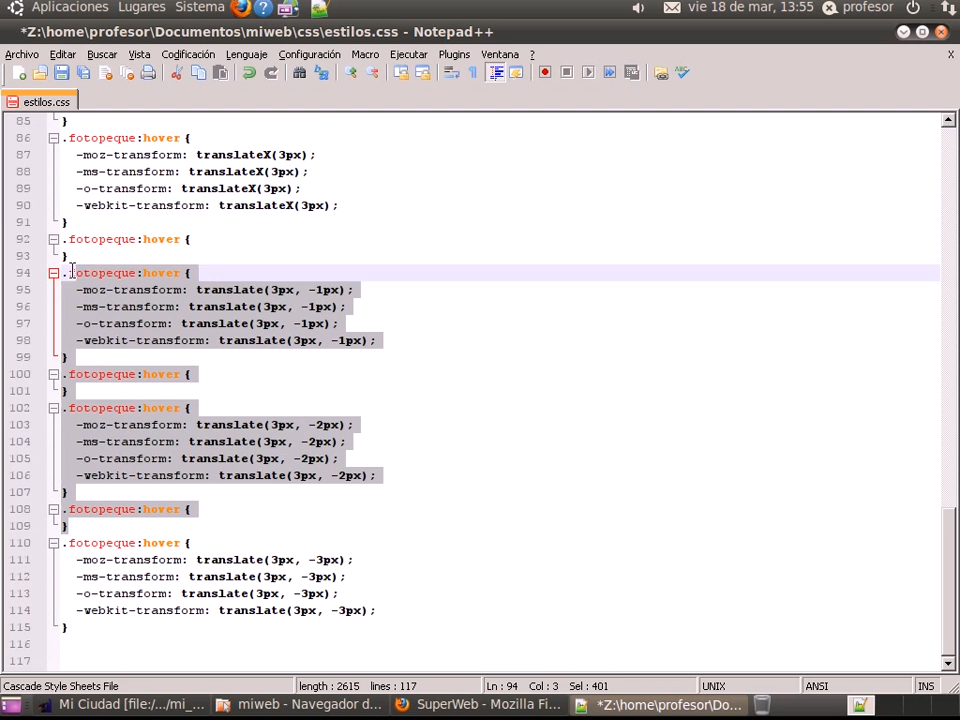 Aplicaciones Lugares Sistema vie 18 de mar, 13:55 profesor
*Z:\home\profesor\Documentos\miweb\css\estilos.css - Notepad++
Archivo Editar Buscar Vista Codificación Lenguaje Configuración Macro Ejecutar Plugins Ventana ? X
estilos.css
85 }
86 .fotopeque:hover {
87 -moz-transform: translateX(3px);
88 -ms-transform: translateX(3px);
89 -o-transform: translateX(3px);
90 -webkit-transform: translateX(3px);
91 }
92 .fotopeque:hover {
93 }
94 .fotopeque:hover {
95 -moz-transform: translate(3px, -1px);
96 -ms-transform: translate(3px, -1px);
97 -o-transform: translate(3px, -1px);
98 -webkit-transform: translate(3px, -1px);
99 }
100 .fotopeque:hover {
101 }
102 .fotopeque:hover {
103 -moz-transform: translate(3px, -2px);
104 -ms-transform: translate(3px, -2px);
105 -o-transform: translate(3px, -2px);
106 -webkit-transform: translate(3px, -2px);
107 }
108 .fotopeque:hover {
109 }
110 .fotopeque:hover {
111 -moz-transform: translate(3px, -3px);
112 -ms-transform: translate(3px, -3px);
113 -o-transform: translate(3px, -3px);
114 -webkit-transform: translate(3px, -3px);
115 }
116
117
Cascade Style Sheets File length : 2615 lines : 117 Ln : 94 Col : 3 Sel : 401 UNIX ANSI INS
Mi Ciudad [file:/.../mi_... miweb - Navegador d... SuperWeb - Mozilla Fi... *Z:\home\profesor\Do...